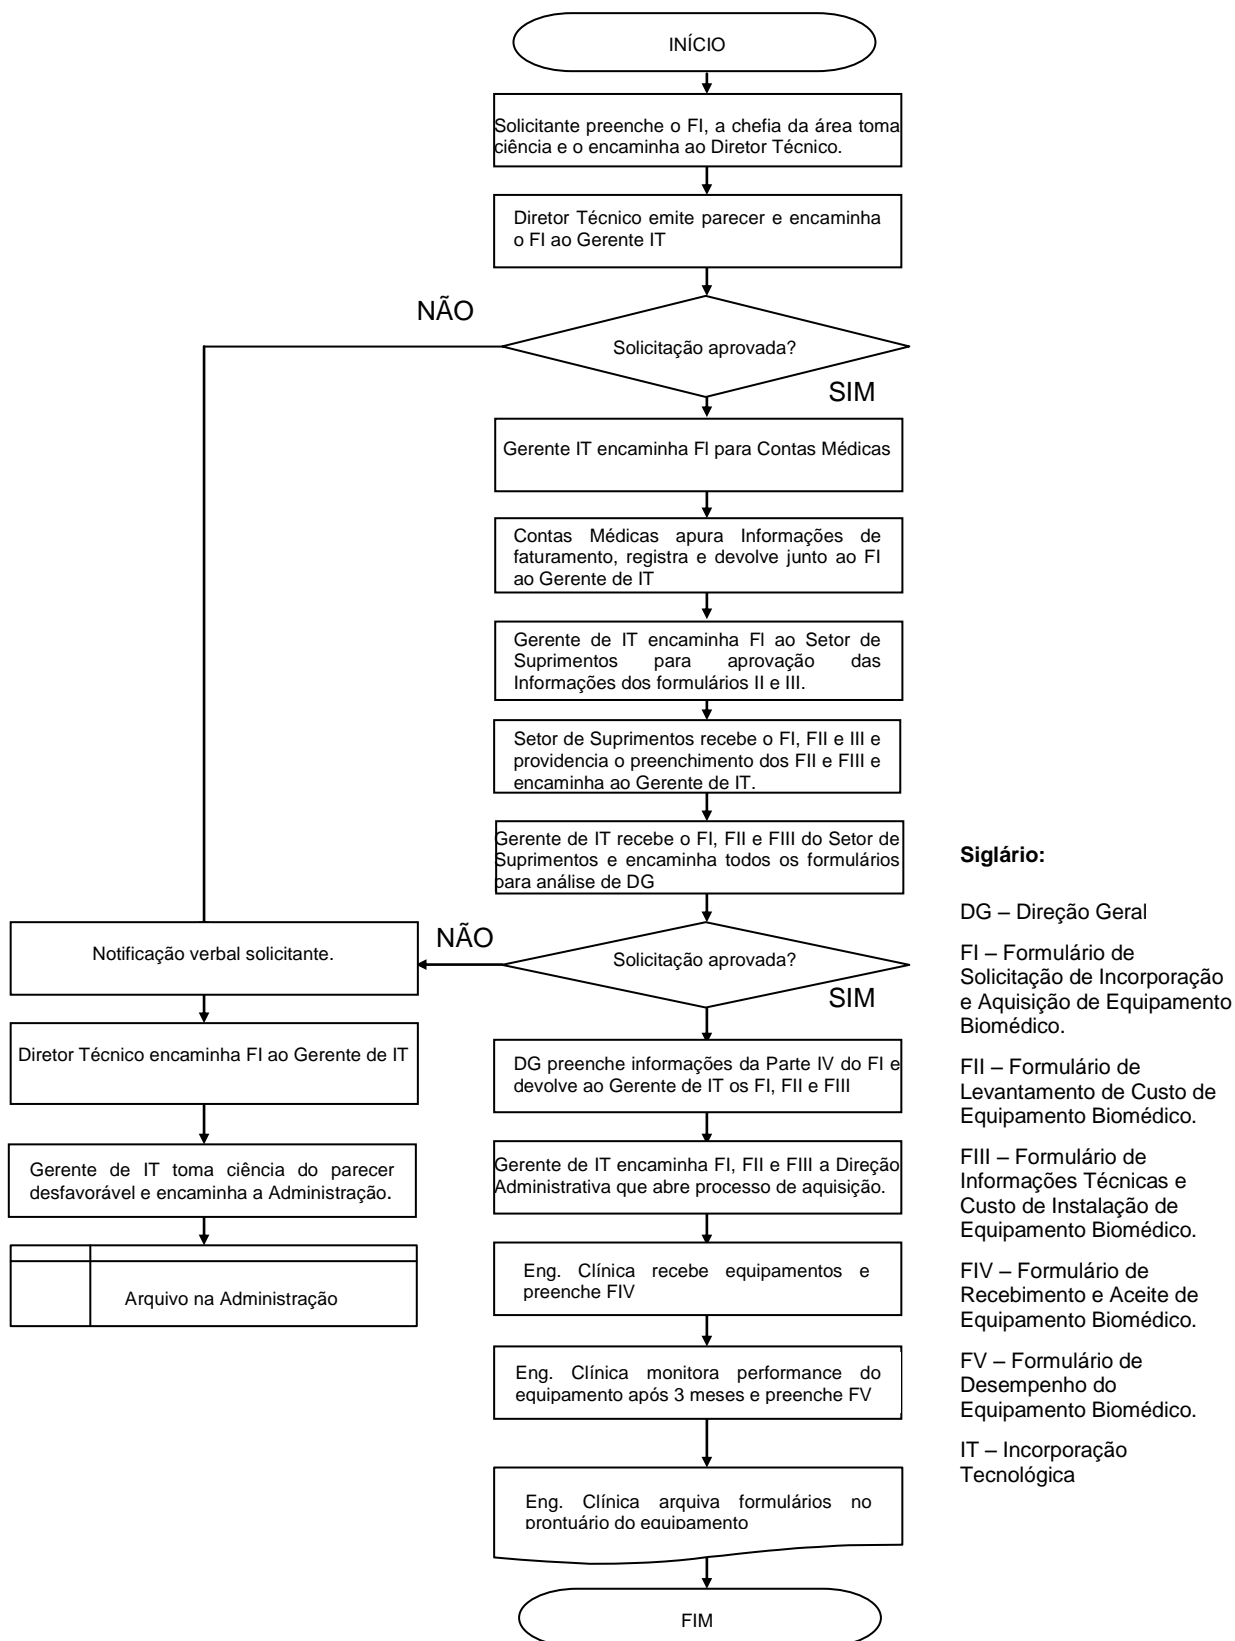 INÍCIO
Solicitante preenche o FI, a chefia da área toma
ciência e o encaminha ao Diretor Técnico.
Diretor Técnico emite parecer e encaminha
o FI ao Gerente IT
NÃO
Solicitação aprovada?
SIM
Gerente IT encaminha FI para Contas Médicas
Contas Médicas apura Informações de
faturamento, registra e devolve junto ao FI
ao Gerente de IT
Gerente de IT encaminha FI ao Setor de
Suprimentos para aprovação das
Informações dos formulários II e III.
Setor de Suprimentos recebe o FI, FII e III e
providencia o preenchimento dos FII e FIII e
encaminha ao Gerente de IT.
Gerente de IT recebe o FI, FII e FIII do Setor de
Suprimentos e encaminha todos os formulários
para análise de DG
NÃO
Solicitação aprovada?
SIM
Notificação verbal solicitante.
Diretor Técnico encaminha FI ao Gerente de IT
Gerente de IT toma ciência do parecer
desfavorável e encaminha a Administração.
Arquivo na Administração
DG preenche informações da Parte IV do FI e
devolve ao Gerente de IT os FI, FII e FIII
Gerente de IT encaminha FI, FII e FIII a Direção
Administrativa que abre processo de aquisição.
Eng. Clínica recebe equipamentos e
preenche FIV
Eng. Clínica monitora performance do
equipamento após 3 meses e preenche FV
Eng. Clínica arquiva formulários no
prontuário do equipamento
FIM
Siglário:
DG – Direção Geral
FI – Formulário de
Solicitação de Incorporação
e Aquisição de Equipamento
Biomédico.
FII – Formulário de
Levantamento de Custo de
Equipamento Biomédico.
FIII – Formulário de
Informações Técnicas e
Custo de Instalação de
Equipamento Biomédico.
FIV – Formulário de
Recebimento e Aceite de
Equipamento Biomédico.
FV – Formulário de
Desempenho do
Equipamento Biomédico.
IT – Incorporação
Tecnológica